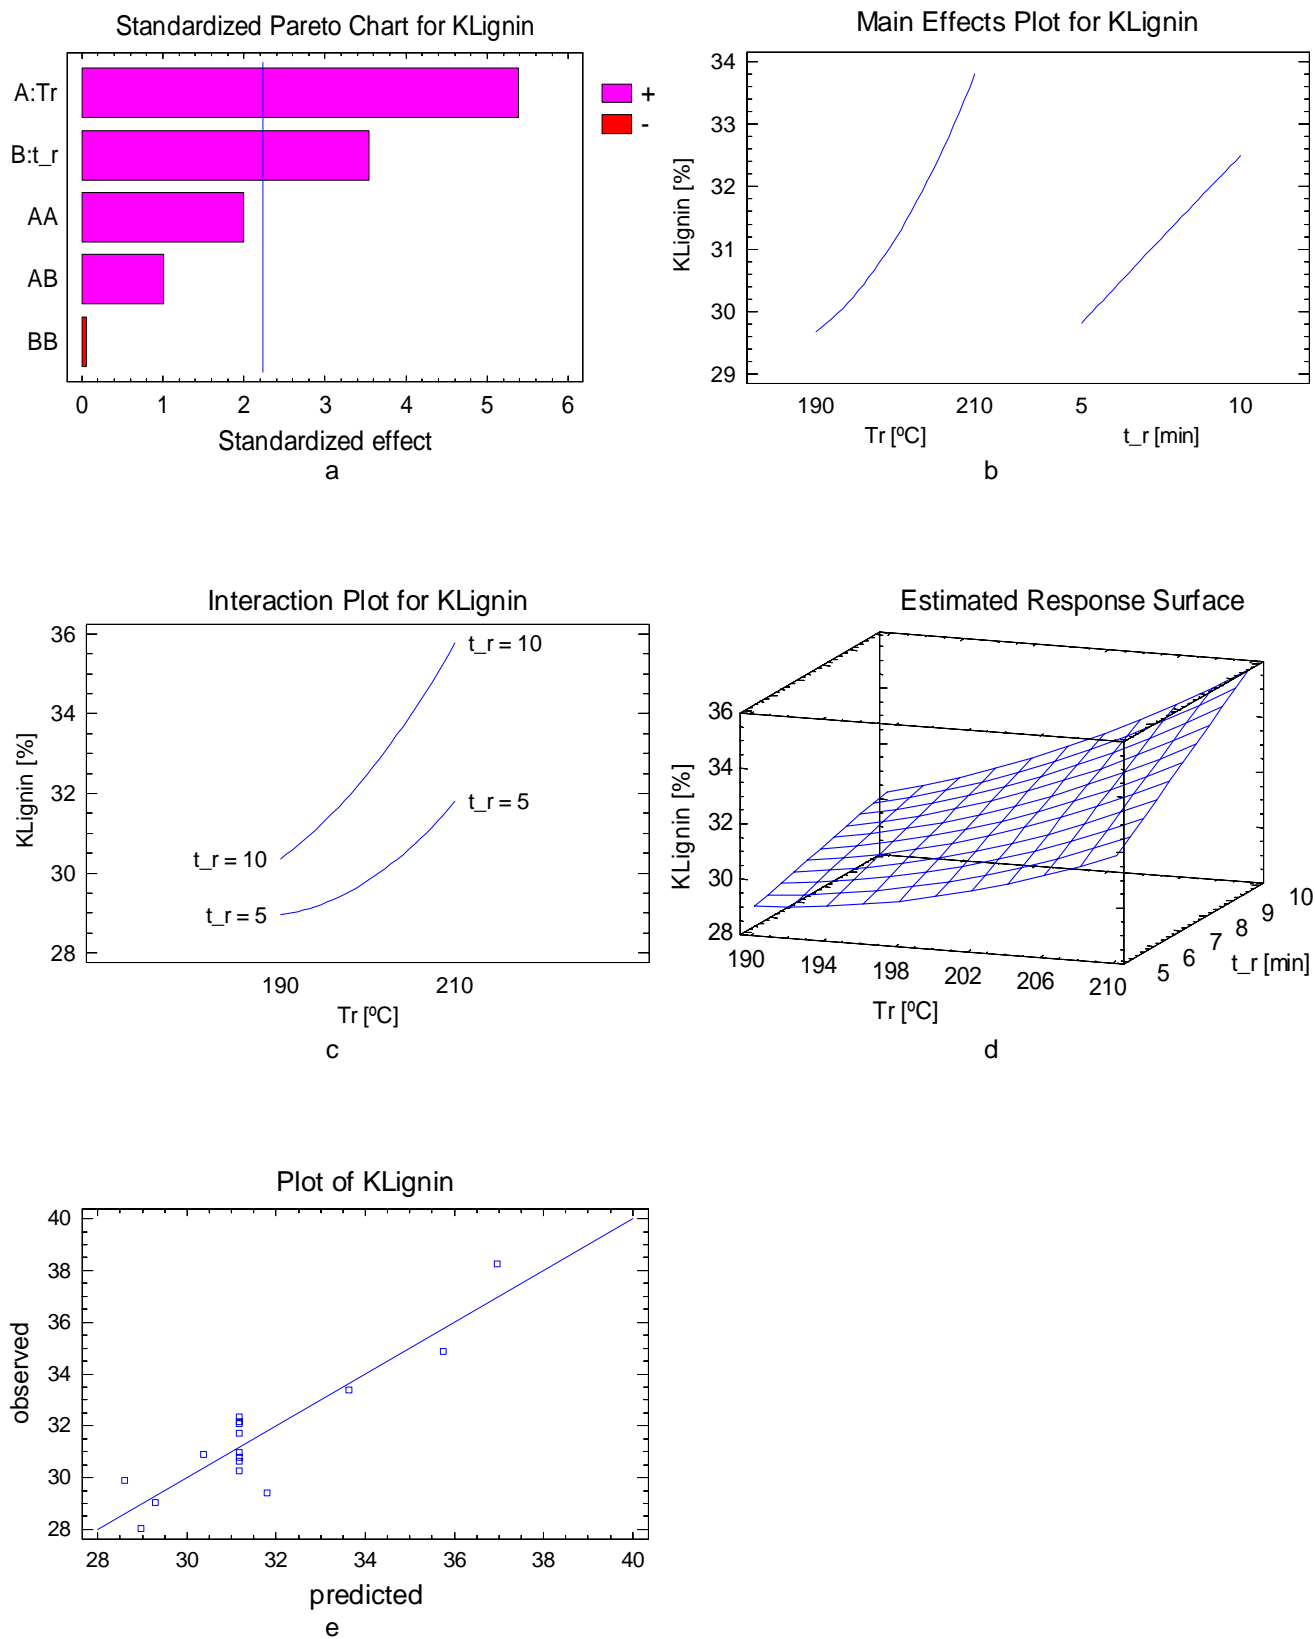 Standardized Pareto Chart for KLignin
A:Tr
B:t_r
AA
AB
BB
+
-
0 1 2 3 4 5 6
Standardized effect
a
Main Effects Plot for KLignin
KLignin [%]
34
33
32
31
30
29
190 210 5 10
Tr [ºC] t_r [min]
b
Interaction Plot for KLignin
KLignin [%]
36
34
32
30
28
t_r = 10
t_r = 5
t_r = 10
t_r = 5
190 210
Tr [ºC]
c
Estimated Response Surface
KLignin [%]
36
34
32
30
28
190 194 198 202 206 210
Tr [ºC]
5 6 7 8 9 10
t_r [min]
d
Plot of KLignin
observed
40
38
36
34
32
30
28
28 30 32 34 36 38 40
predicted
e